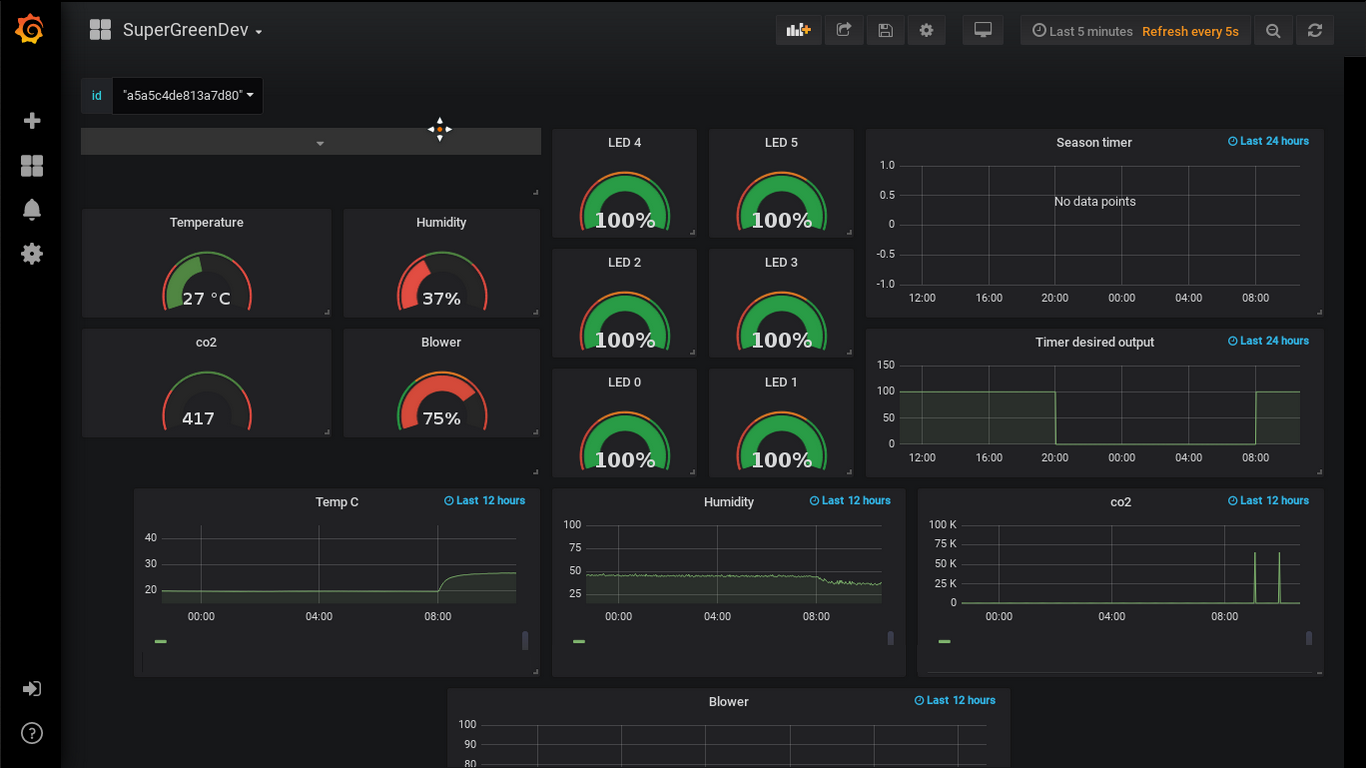 SuperGreenDev
Last 5 minutes Refresh every 5s
id "a5a5c4de813a7d80"
Temperature
27 °C
Humidity
37%
co2
417
Blower
75%
LED 4
100%
LED 5
100%
LED 2
100%
LED 3
100%
LED 0
100%
LED 1
100%
Season timer
Last 24 hours
1.0
0.5
0
-0.5
-1.0
No data points
12:00 16:00 20:00 00:00 04:00 08:00
Timer desired output
Last 24 hours
150
100
50
0
12:00 16:00 20:00 00:00 04:00 08:00
Temp C
Last 12 hours
40
30
20
00:00 04:00 08:00
Humidity
Last 12 hours
100
75
50
25
00:00 04:00 08:00
co2
Last 12 hours
100 K
75 K
50 K
25 K
0
00:00 04:00 08:00
Blower
Last 12 hours
100
90
80